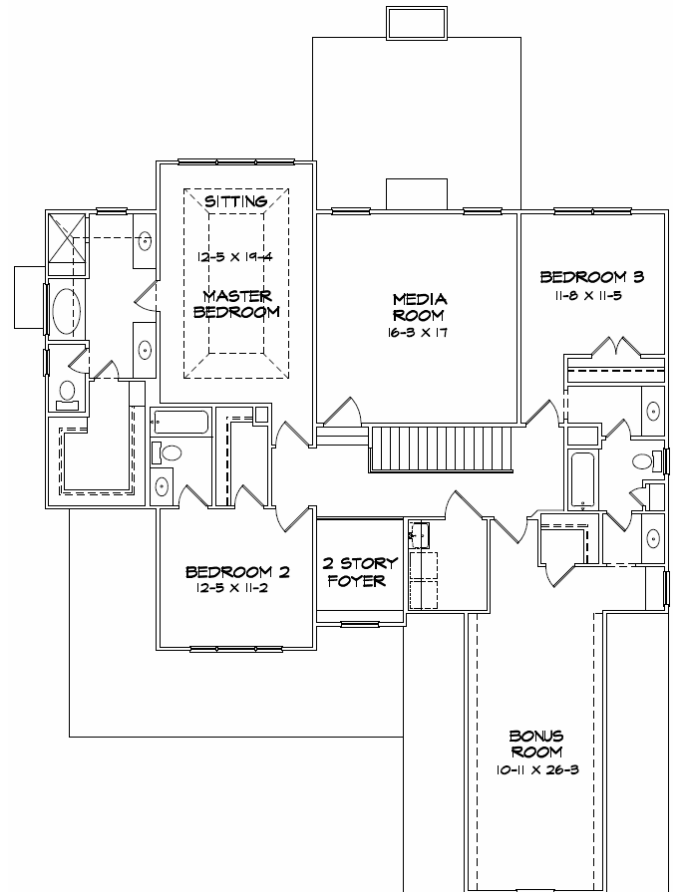 SITTING
12-5 X 19-4
MASTER
BEDROOM
MEDIA
ROOM
16-3 X 17
BEDROOM 3
11-8 X 11-5
BEDROOM 2
12-5 X 11-2
2 STORY
FOYER
BONUS
ROOM
10-11 X 26-3